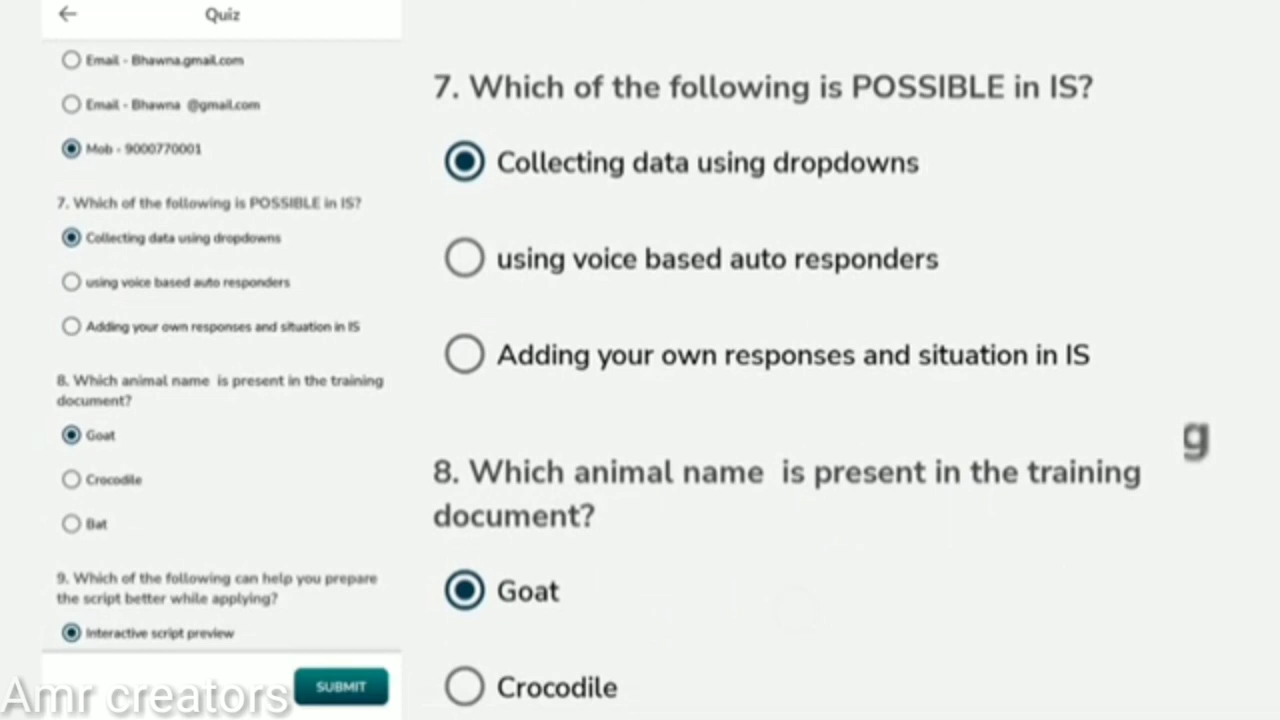 Quiz
Email - Bhawna.gmail.com
Email - Bhawna @gmail.com
Mob - 9000770001
7. Which of the following is POSSIBLE in IS?
Collecting data using dropdowns
using voice based auto responders
Adding your own responses and situation in IS
8. Which animal name is present in the training
document?
Goat
Crocodile
Bat
9. Which of the following can help you prepare
the script better while applying?
Interactive script preview
SUBMIT
Amr creators
7. Which of the following is POSSIBLE in IS?
Collecting data using dropdowns
using voice based auto responders
Adding your own responses and situation in IS
g
8. Which animal name is present in the training
document?
Goat
Crocodile